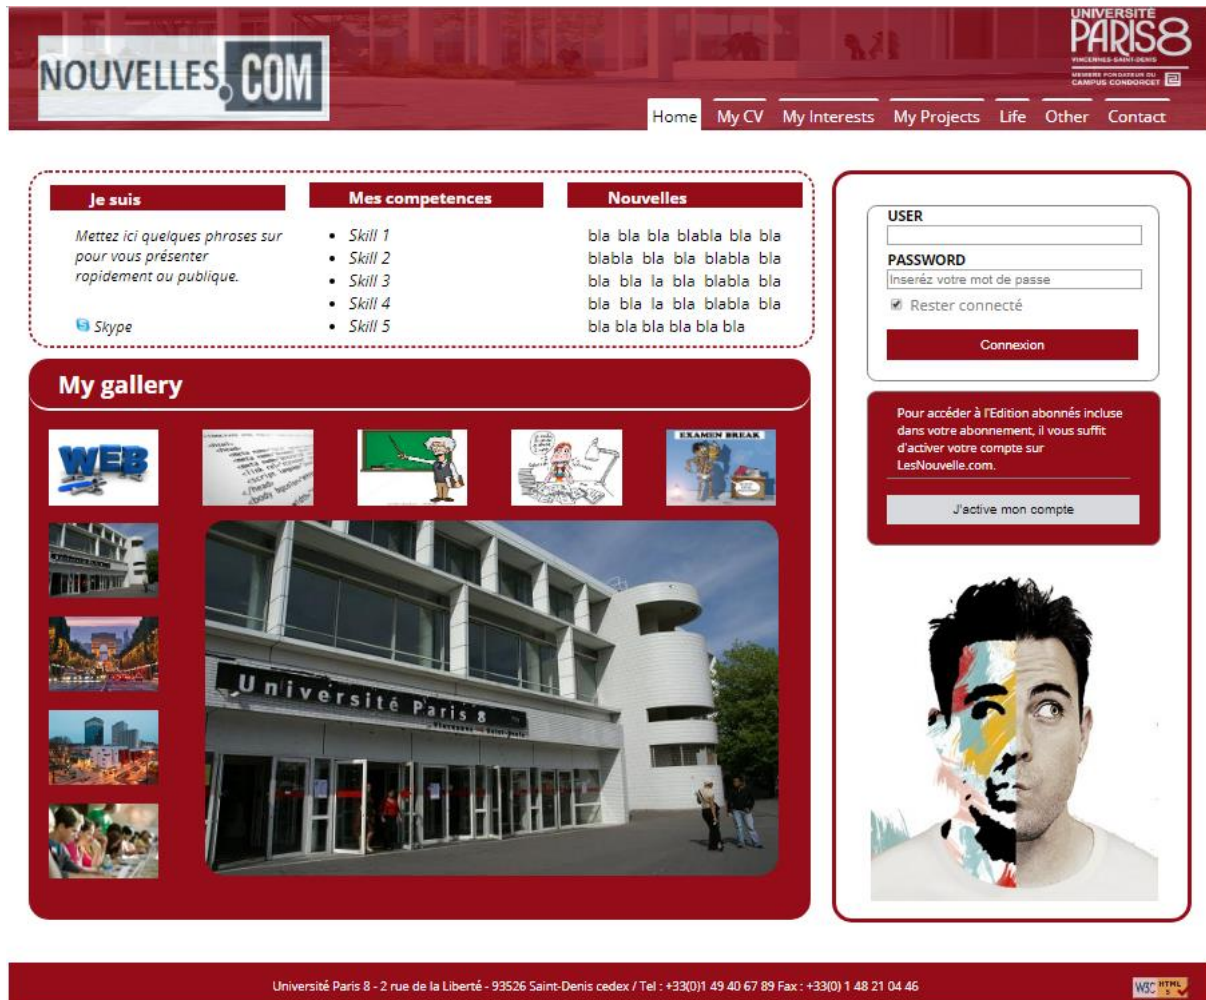 UNIVERSITÉ
PARIS8
VINCENNES-SAINT-DENIS
MEMBRE FONDATEUR DU
CAMPUS CONDORCET
NOUVELLES.COM
Home My CV My Interests My Projects Life Other Contact
Je suis
Mettez ici quelques phrases sur
pour vous présenter
rapidement au publique.
Skype
Mes competences
Skill 1
Skill 2
Skill 3
Skill 4
Skill 5
Nouvelles
bla bla bla blabla bla bla
blabla bla bla blabla bla
bla bla la bla blabla bla
bla bla la bla blabla bla
bla bla bla bla bla bla
USER
PASSWORD
Inseréz votre mot de passe
Rester connecté
Connexion
Pour accéder à l'Edition abonnés incluse
dans votre abonnement, il vous suffit
d'activer votre compte sur
LesNouvelle.com.
J'active mon compte
My gallery
WEB
EXAMEN BREAK
Université Paris 8
Vincennes Saint-Denis
Université Paris 8 - 2 rue de la Liberté - 93526 Saint-Denis cedex / Tel : +33(0)1 49 40 67 89 Fax : +33(0) 1 48 21 04 46
W3C HTML 5